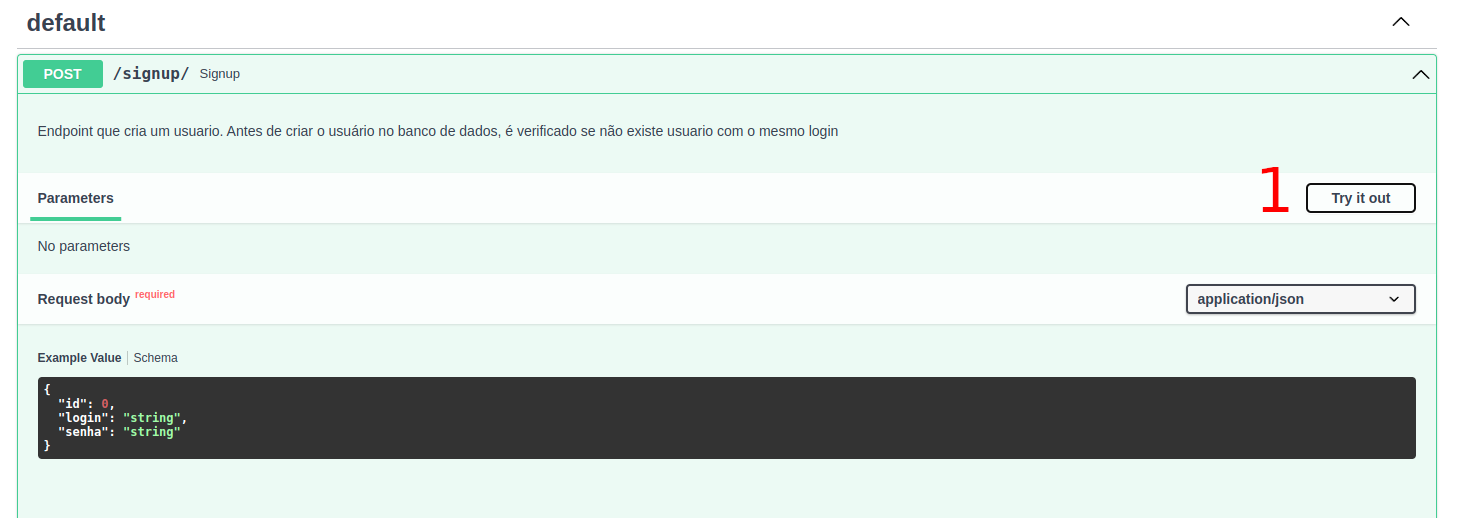 default
POST /signup/ Signup
Endpoint que cria um usuario. Antes de criar o usuário no banco de dados, é verificado se não existe usuario com o mesmo login
Parameters 1 Try it out
No parameters
Request body required application/json
Example Value Schema
{
"id": 0,
"login": "string",
"senha": "string"
}